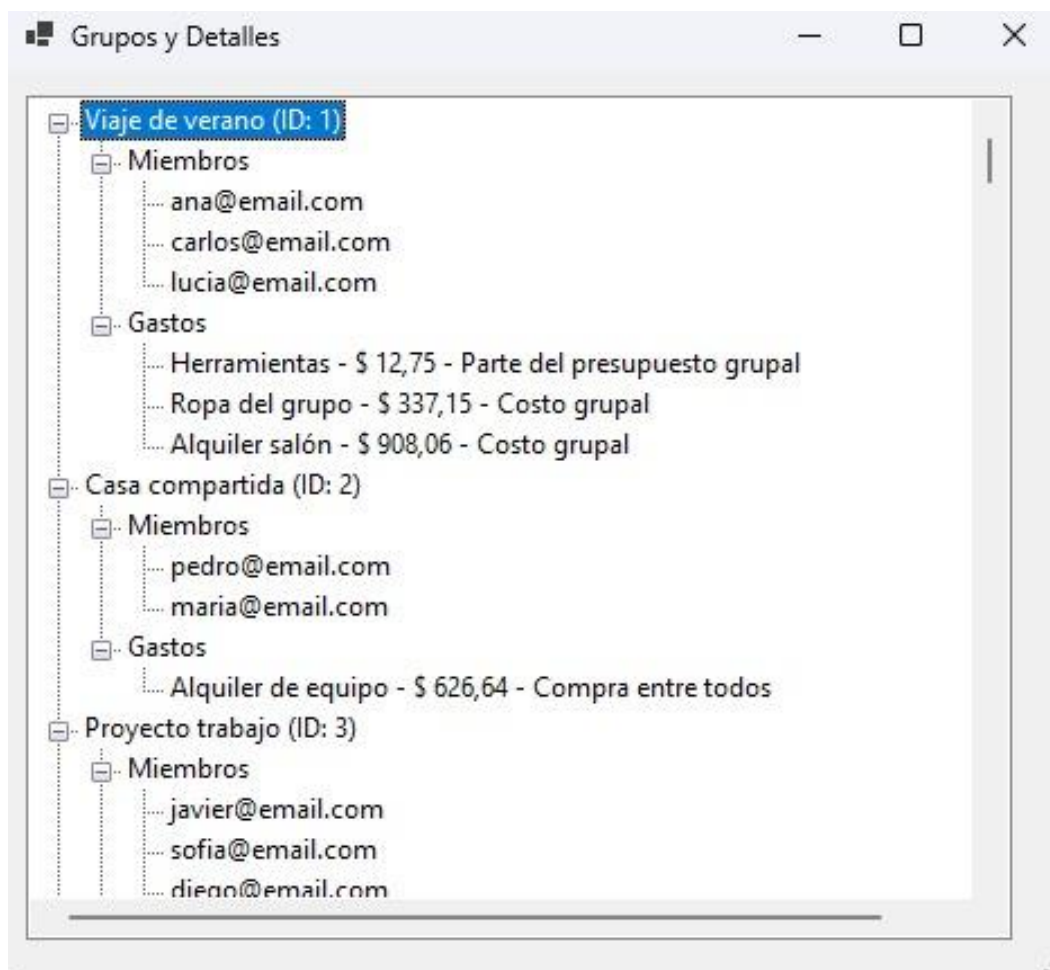 Grupos y Detalles
Viaje de verano (ID: 1)
Miembros
ana@email.com
carlos@email.com
lucia@email.com
Gastos
Herramientas - $ 12,75 - Parte del presupuesto grupal
Ropa del grupo - $ 337,15 - Costo grupal
Alquiler salón - $ 908,06 - Costo grupal
Casa compartida (ID: 2)
Miembros
pedro@email.com
maria@email.com
Gastos
Alquiler de equipo - $ 626,64 - Compra entre todos
Proyecto trabajo (ID: 3)
Miembros
javier@email.com
sofia@email.com
diego@email.com